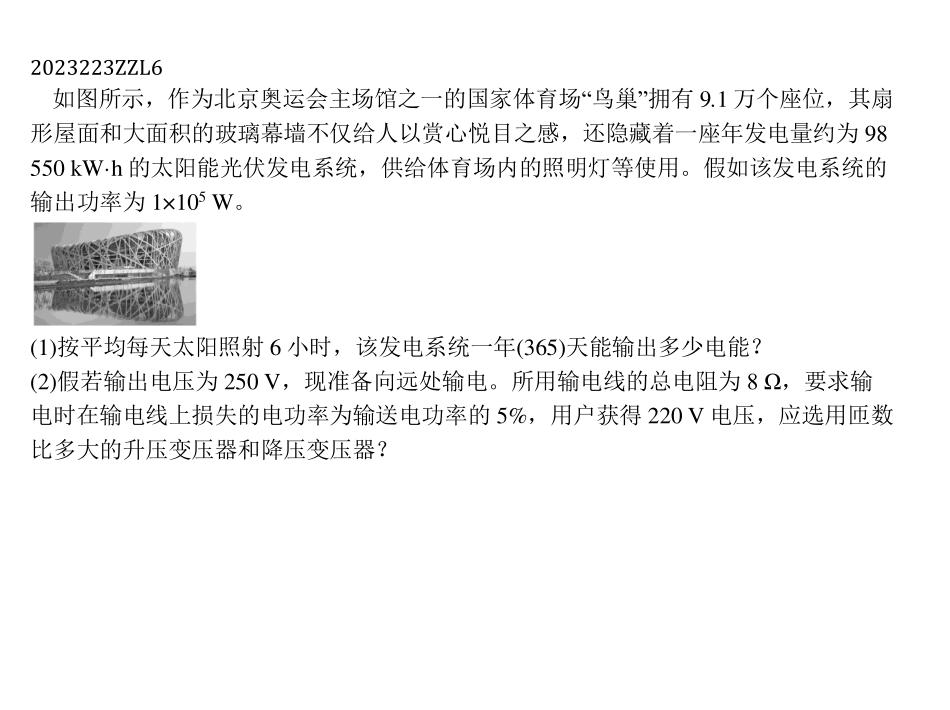 2023223ZZL6
如图所示，作为北京奥运会主场馆之一的国家体育场“鸟巢”拥有 9.1 万个座位，其扇
形屋面和大面积的玻璃幕墙不仅给人以赏心悦目之感，还隐藏着一座年发电量约为 98
550 kW·h 的太阳能光伏发电系统，供给体育场内的照明灯等使用。假如该发电系统的
输出功率为 1×10⁵ W。
(1)按平均每天太阳照射 6 小时，该发电系统一年(365)天能输出多少电能？
(2)假若输出电压为 250 V，现准备向远处输电。所用输电线的总电阻为 8 Ω，要求输
电时在输电线上损失的电功率为输送电功率的 5%，用户获得 220 V 电压，应选用匝数
比多大的升压变压器和降压变压器？